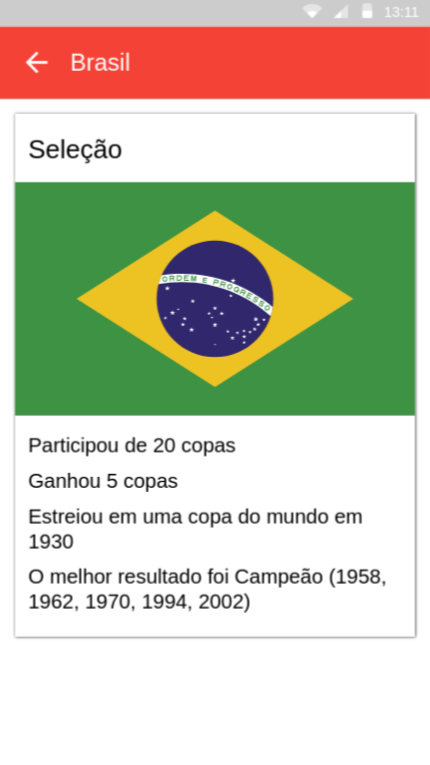 13:11
Brasil
Seleção
ORDEM E PROGRESSO
Participou de 20 copas
Ganhou 5 copas
Estreiou em uma copa do mundo em
1930
O melhor resultado foi Campeão (1958,
1962, 1970, 1994, 2002)